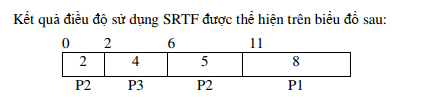 Kết quả điều độ sử dụng SRTF được thể hiện trên biểu đồ sau:
0 2 6 11
2 4 5 8
P2 P3 P2 P1